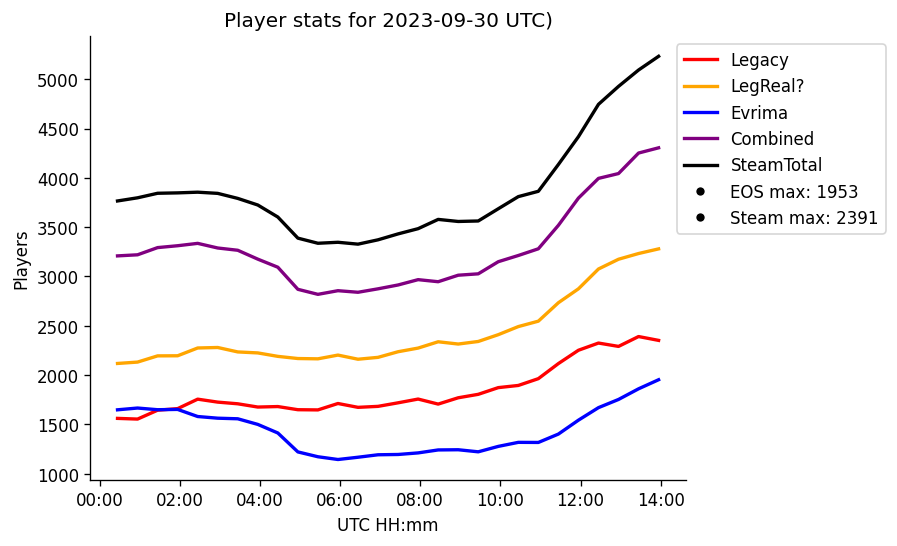 Player stats for 2023-09-30 UTC)
Legacy
LegReal?
Evrima
Combined
SteamTotal
EOS max: 1953
Steam max: 2391
Players
5000
4500
4000
3500
3000
2500
2000
1500
1000
00:00 02:00 04:00 06:00 08:00 10:00 12:00 14:00
UTC HH:mm